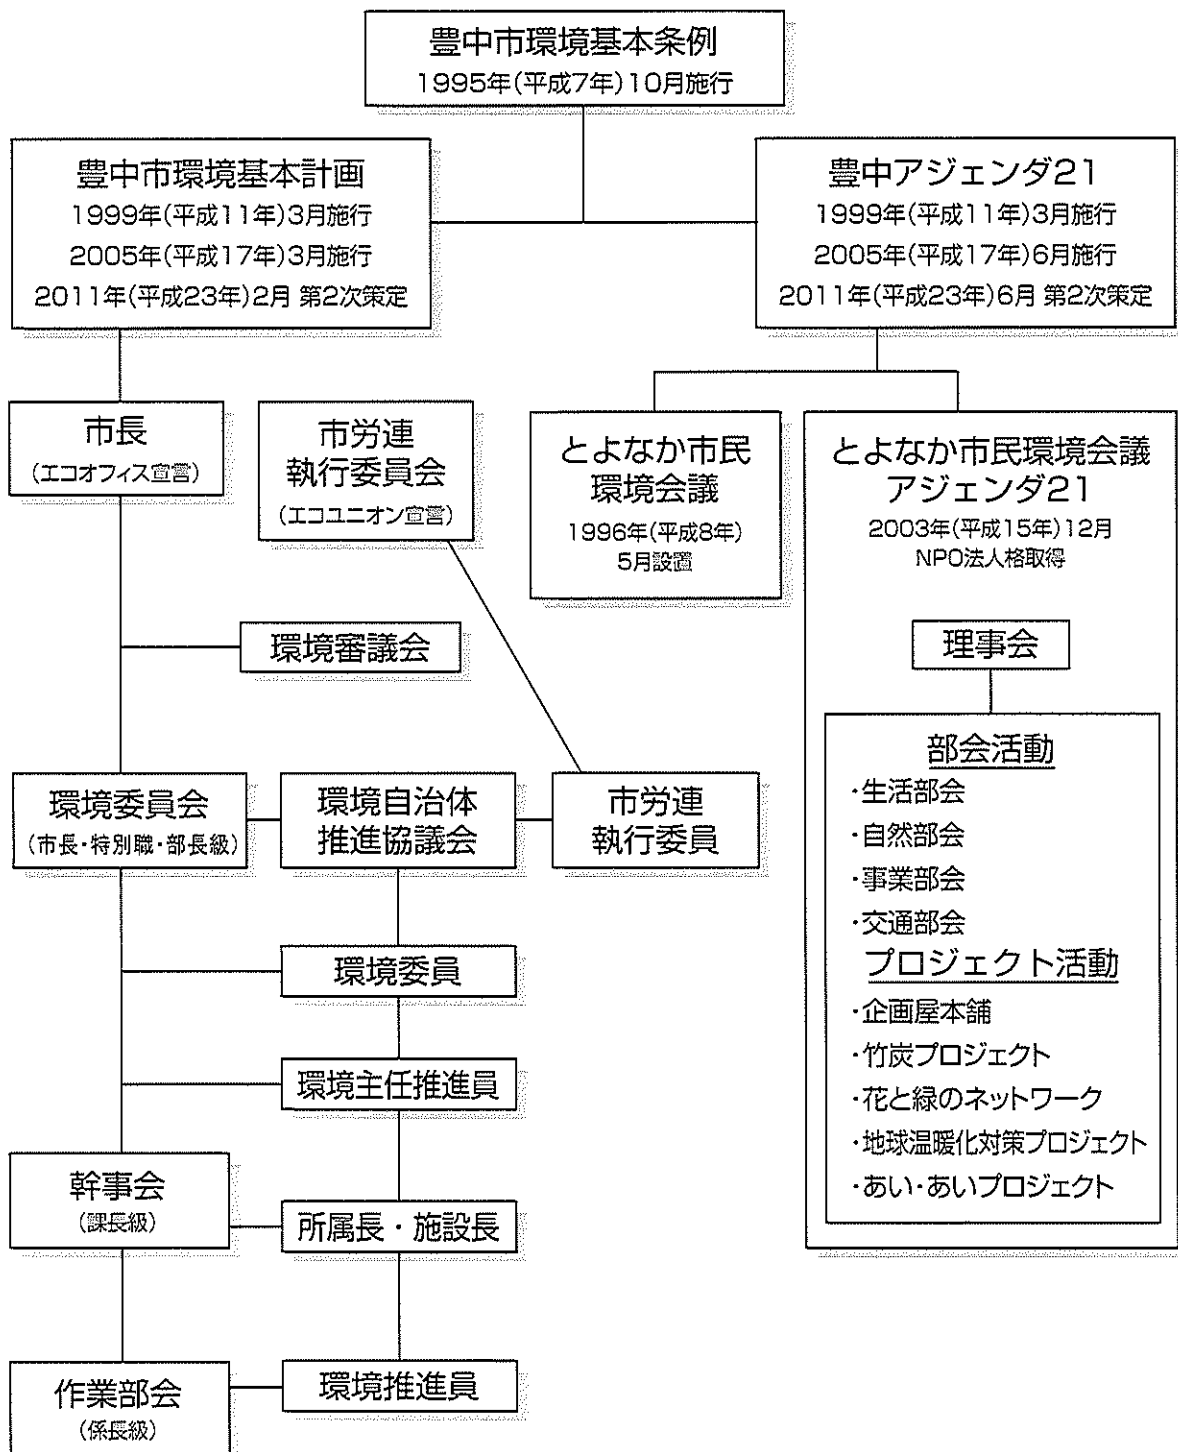 豊中市環境基本条例
1995年(平成7年)10月施行
豊中市環境基本計画
1999年(平成11年)3月施行
2005年(平成17年)3月施行
2011年(平成23年)2月 第2次策定
豊中アジェンダ21
1999年(平成11年)3月施行
2005年(平成17年)6月施行
2011年(平成23年)6月 第2次策定
市長
(エコオフィス宣言)
市労連
執行委員会
(エコユニオン宣言)
とよなか市民
環境会議
1996年(平成8年)
5月設置
とよなか市民環境会議
アジェンダ21
2003年(平成15年)12月
NPO法人格取得
理事会
部会活動
・生活部会
・自然部会
・事業部会
・交通部会
プロジェクト活動
・企画屋本舗
・竹炭プロジェクト
・花と緑のネットワーク
・地球温暖化対策プロジェクト
・あい・あいプロジェクト
環境審議会
環境委員会
(市長・特別職・部長級)
環境自治体
推進協議会
市労連
執行委員
環境委員
環境主任推進員
幹事会
(課長級)
所属長・施設長
作業部会
(係長級)
環境推進員